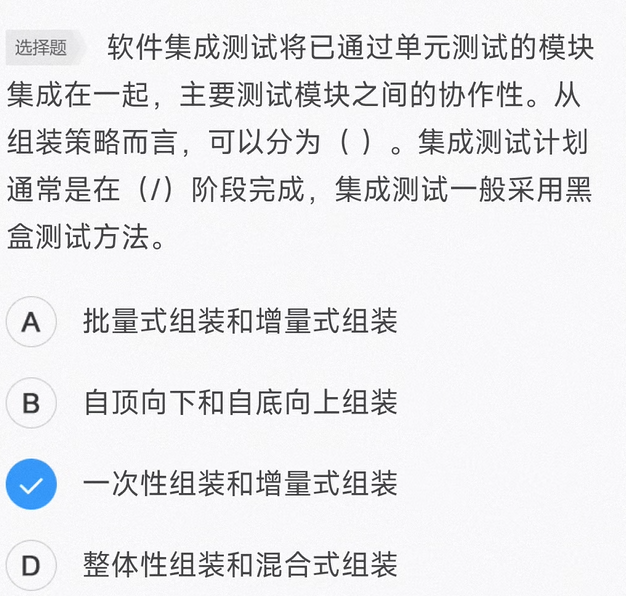 选择题 软件集成测试将已通过单元测试的模块
集成在一起，主要测试模块之间的协作性。从
组装策略而言，可以分为（ ）。集成测试计划
通常是在（/）阶段完成，集成测试一般采用黑
盒测试方法。
A 批量式组装和增量式组装
B 自顶向下和自底向上组装
一次性组装和增量式组装
D 整体性组装和混合式组装